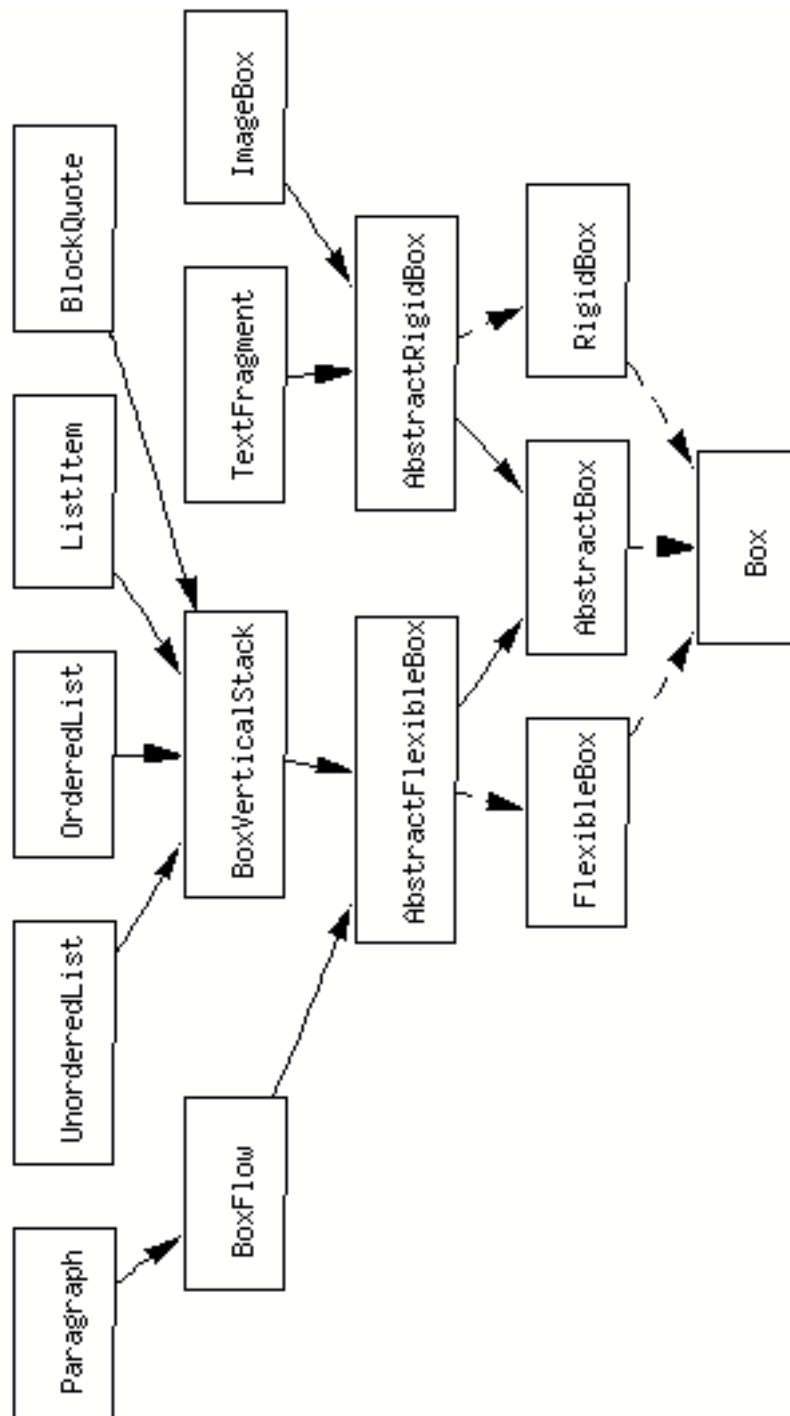 Box
RigidBox
AbstractBox
FlexibleBox
AbstractRigidBox
AbstractFlexibleBox
ImageBox
TextFragment
BoxVerticalStack
BoxFlow
BlockQuote
ListItem
OrderedList
UnorderedList
Paragraph